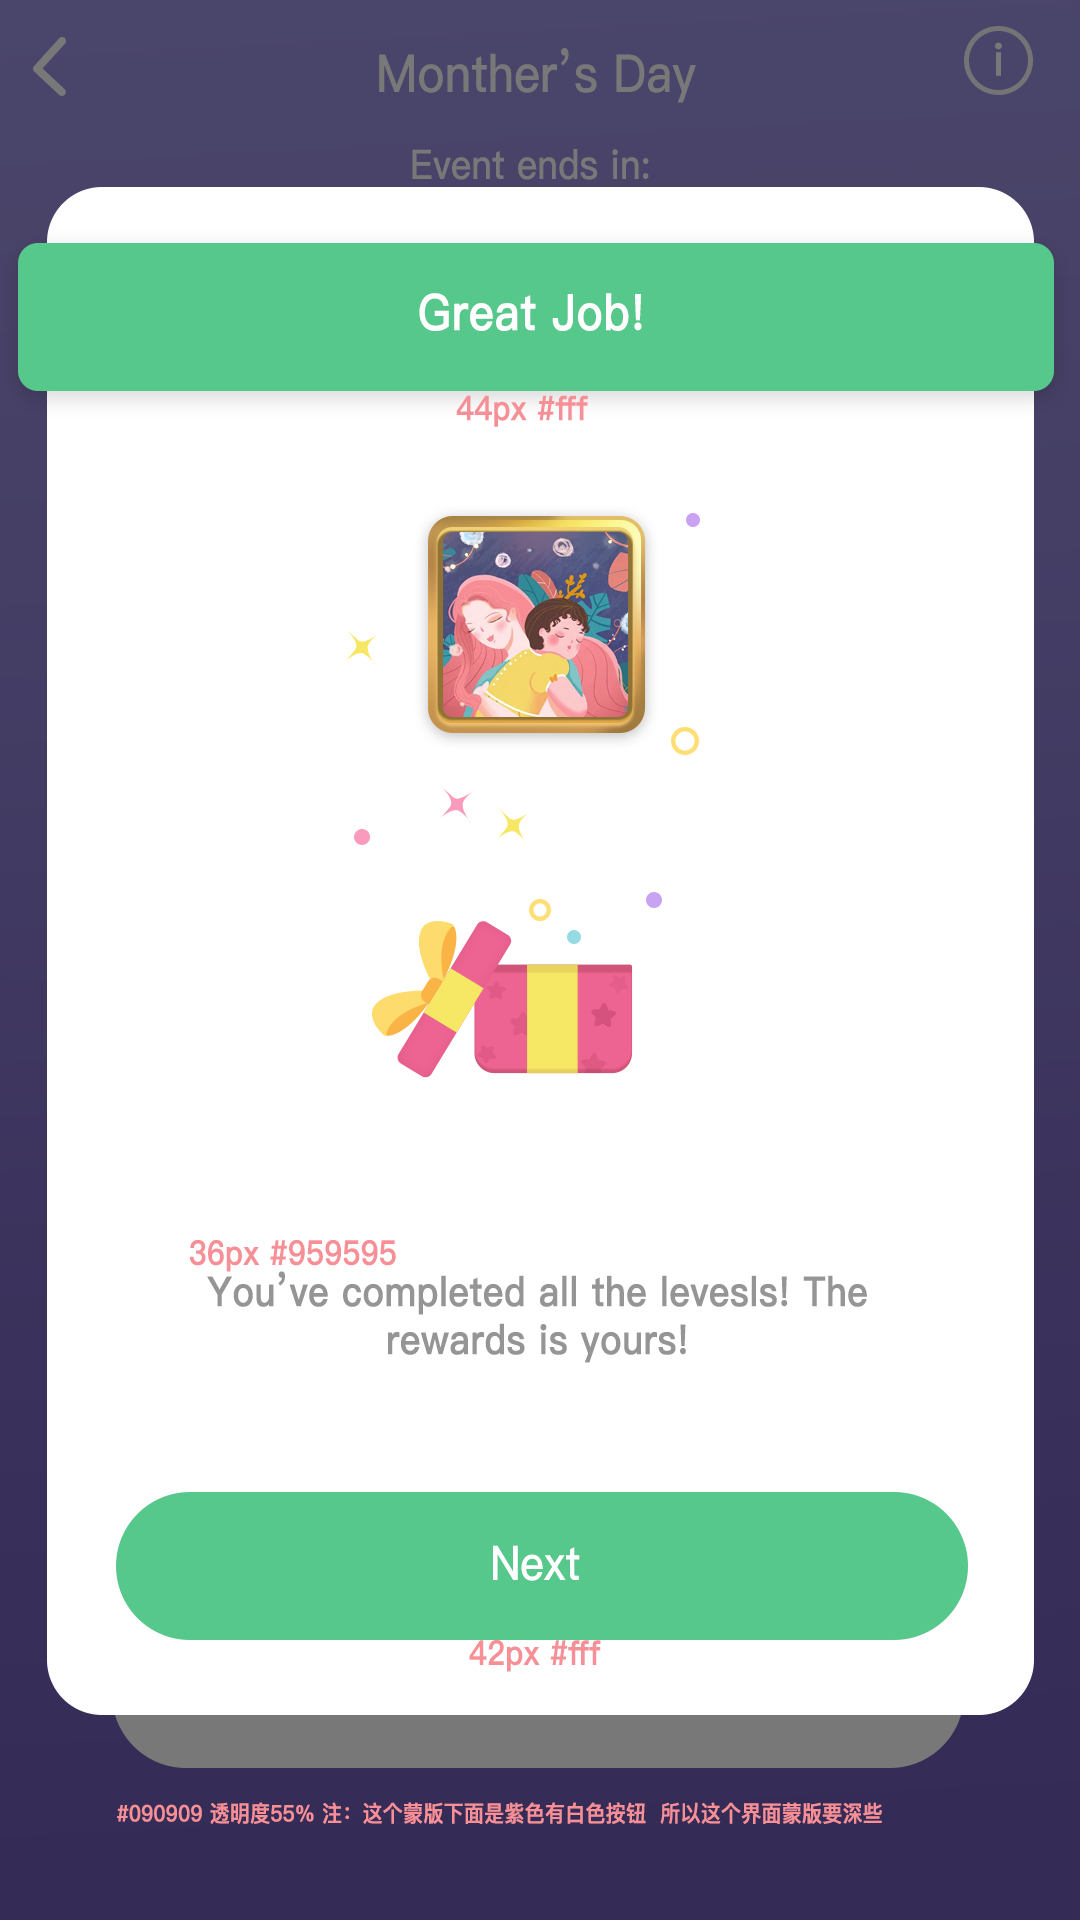 Monther's Day
Event ends in:
Great Job!
44px #fff
36px #959595
You've completed all the levesls! The
rewards is yours!
Next
42px #fff
#090909 透明度55% 注：这个蒙版下面是紫色有白色按钮 所以这个界面蒙版要深些